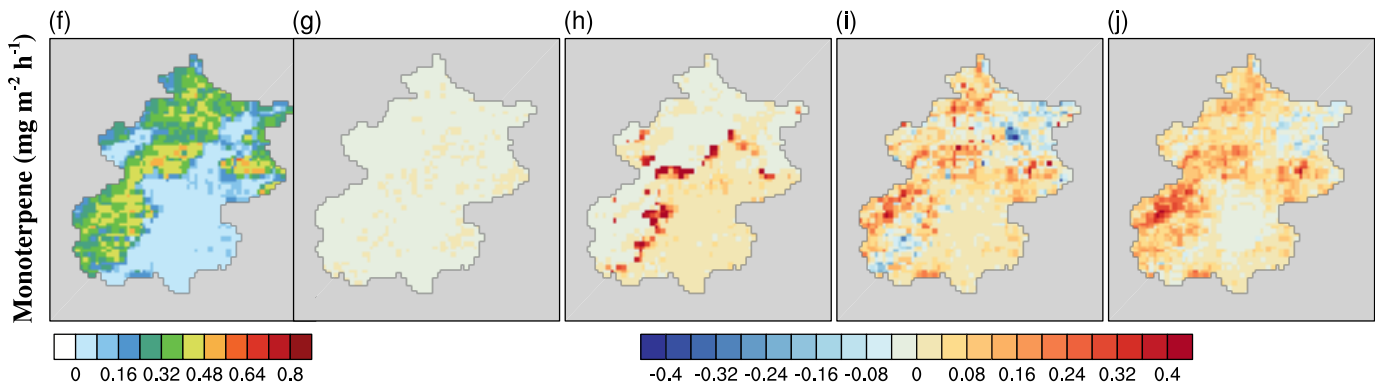 (f) (g) (h) (i) (j)
Monoterpene (mg m⁻² h⁻¹)
0 0.16 0.32 0.48 0.64 0.8
-0.4 -0.32 -0.24 -0.16 -0.08 0 0.08 0.16 0.24 0.32 0.4